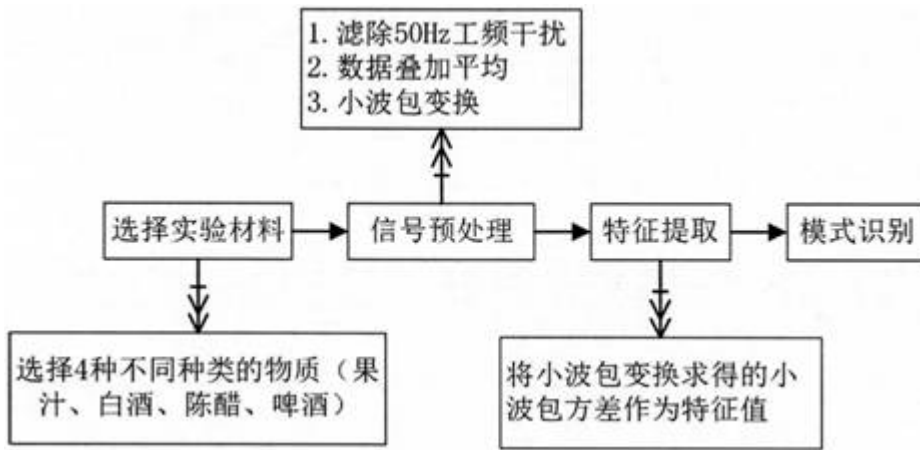 1. 滤除50Hz工频干扰
2. 数据叠加平均
3. 小波包变换
选择实验材料
信号预处理
特征提取
模式识别
选择4种不同种类的物质（果
汁、白酒、陈醋、啤酒）
将小波包变换求得的小
波包方差作为特征值